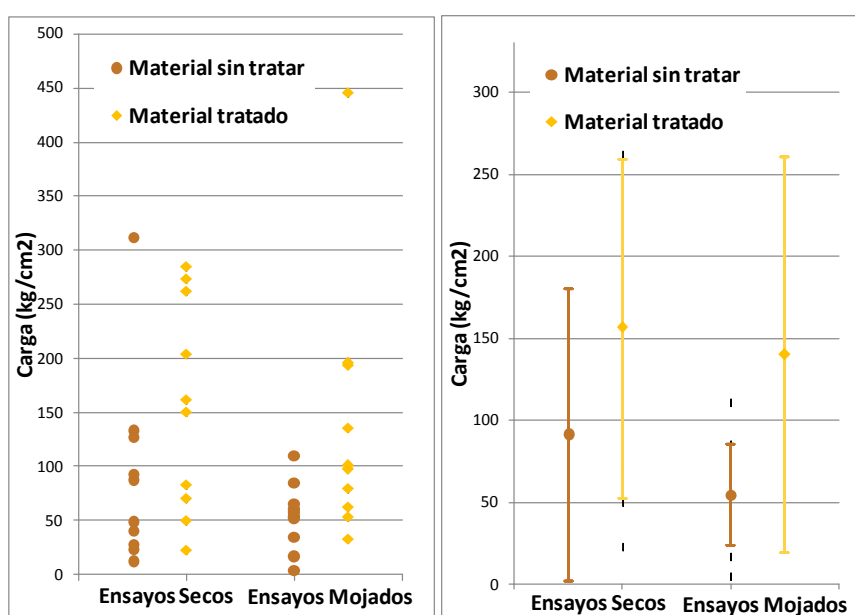 500
450
400
350
300
250
200
150
100
50
0
Carga (kg/cm2)
Material sin tratar
Material tratado
Ensayos Secos
Ensayos Mojados
300
250
200
150
100
50
0
Carga (kg/cm2)
Material sin tratar
Material tratado
Ensayos Secos
Ensayos Mojados